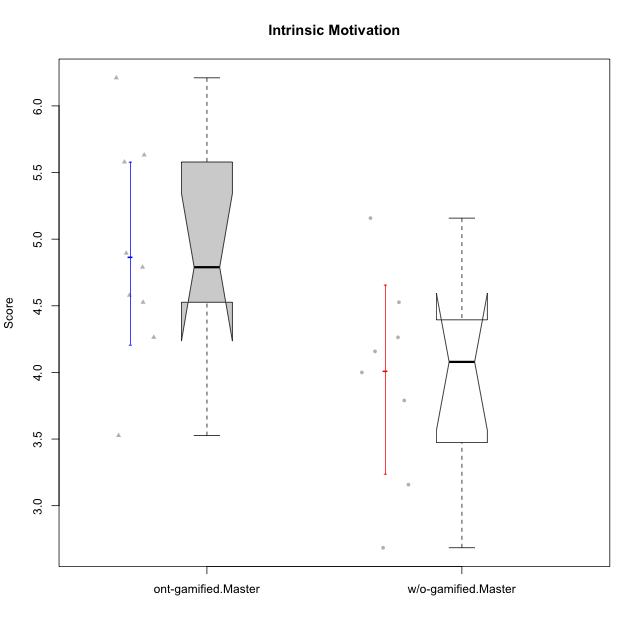 Intrinsic Motivation
Score
6.0
5.5
5.0
4.5
4.0
3.5
3.0
ont-gamified.Master
w/o-gamified.Master